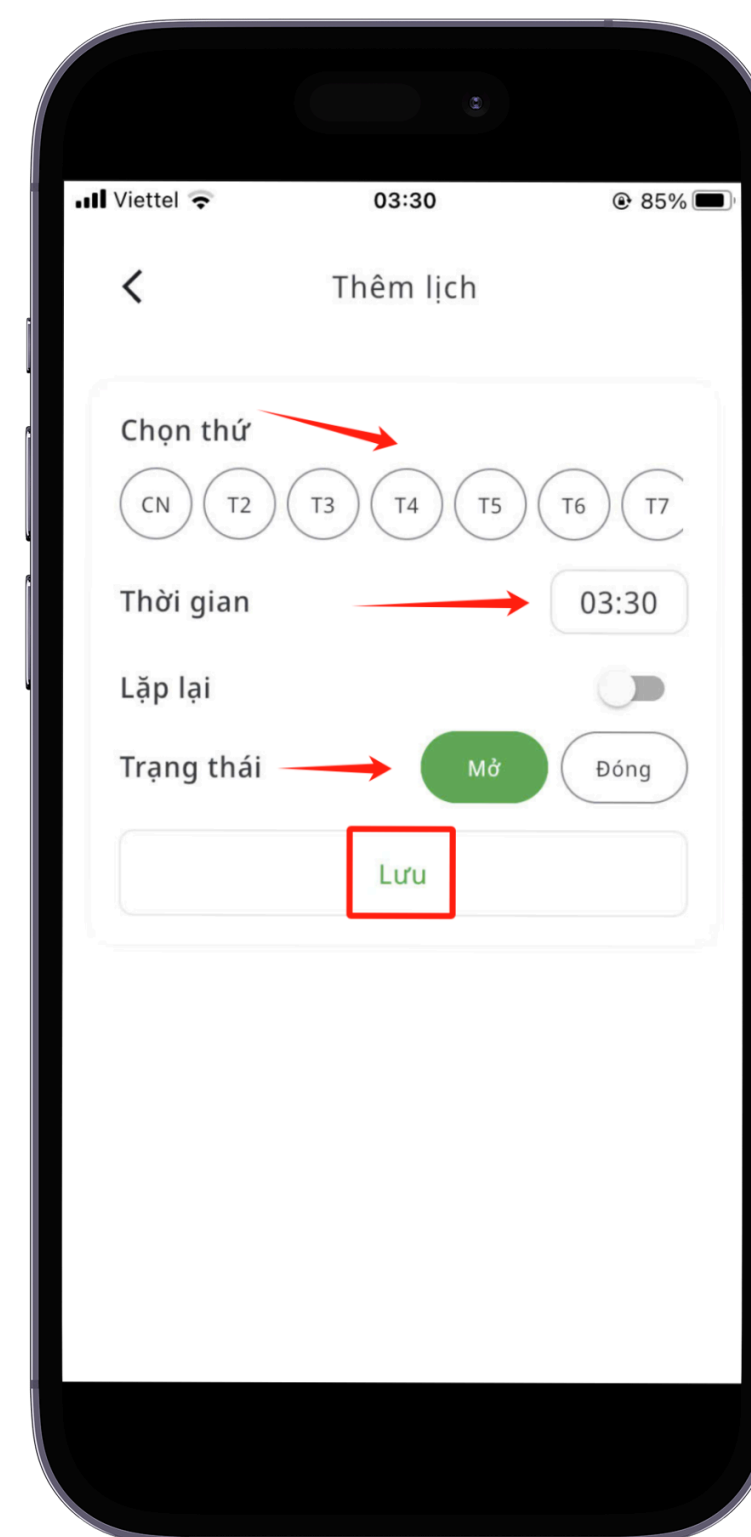 Viettel 03:30 85%
Thêm lịch
Chọn thứ
CN T2 T3 T4 T5 T6 T7
Thời gian 03:30
Lặp lại
Trạng thái Mở Đóng
Lưu